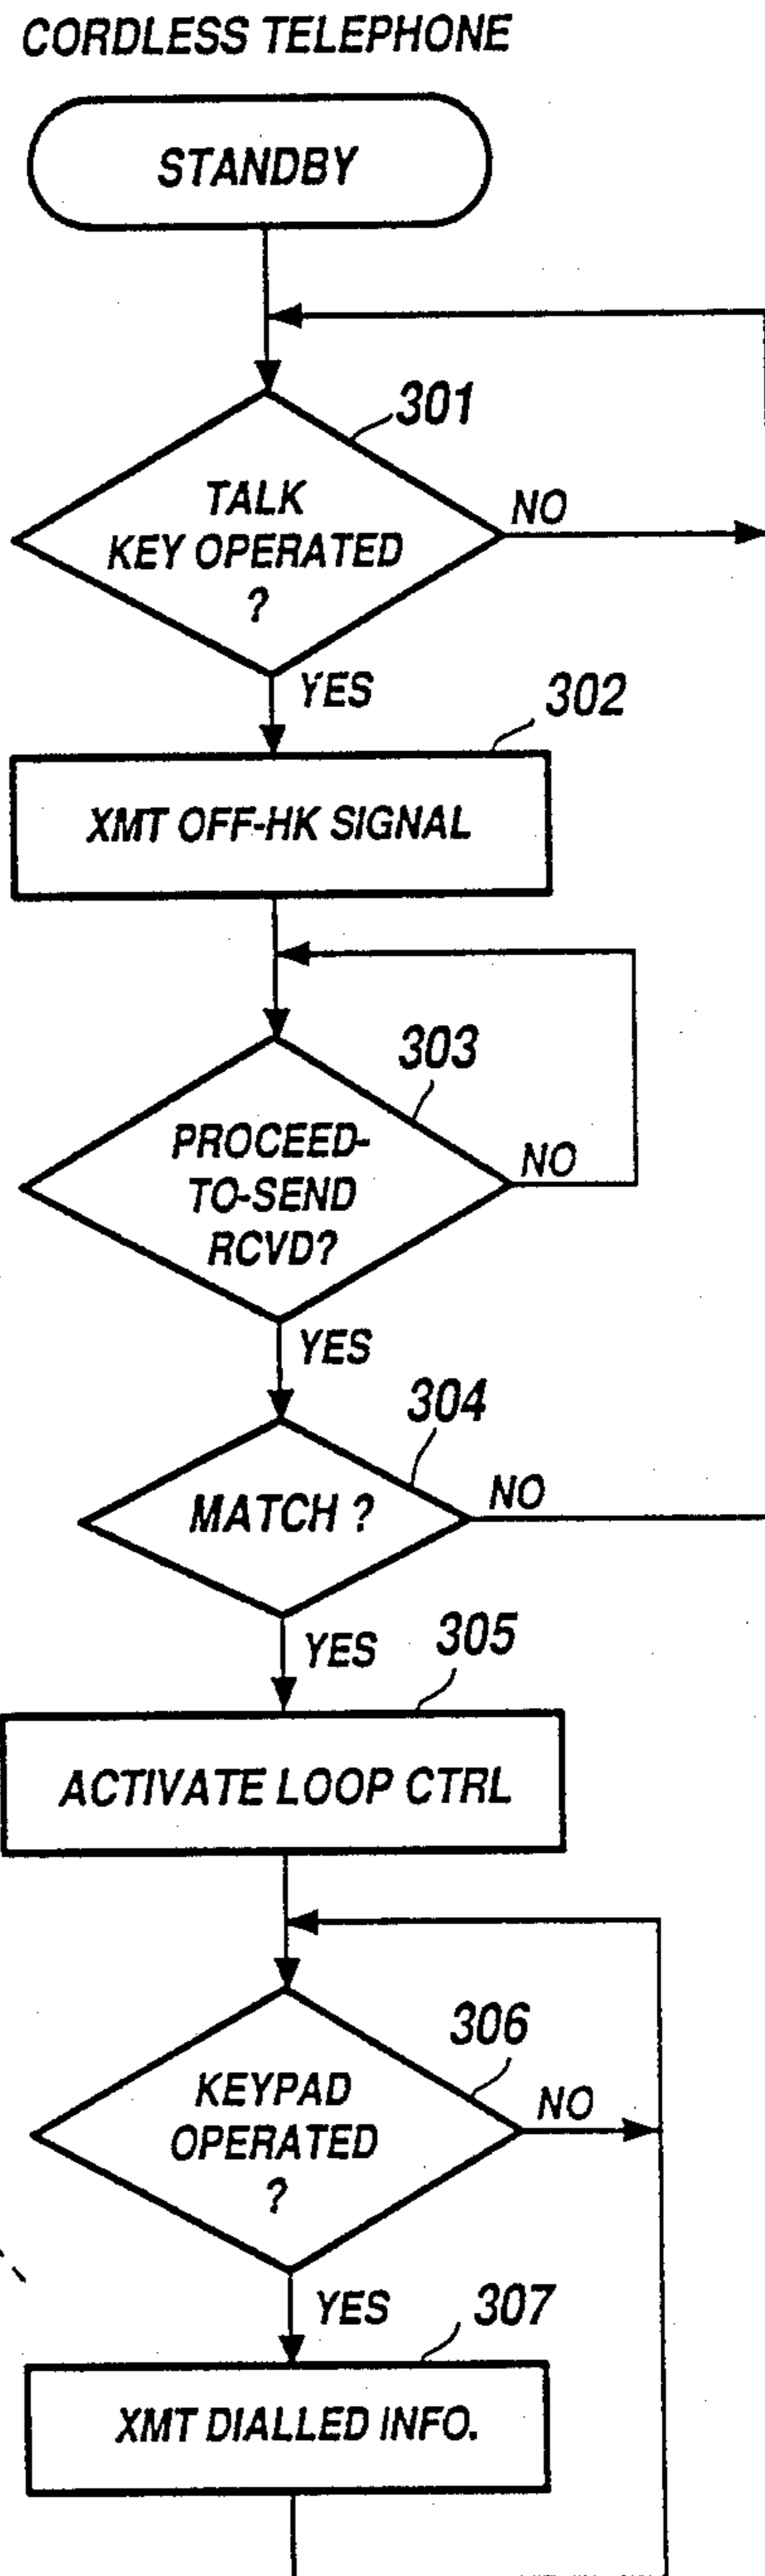 CORDLESS TELEPHONE
STANDBY
301
TALK
KEY OPERATED
?
NO
YES
302
XMT OFF-HK SIGNAL
303
PROCEED-
TO-SEND
RCVD?
NO
YES
304
MATCH ?
NO
YES
305
ACTIVATE LOOP CTRL
306
KEYPAD
OPERATED
?
NO
YES
307
XMT DIALLED INFO.